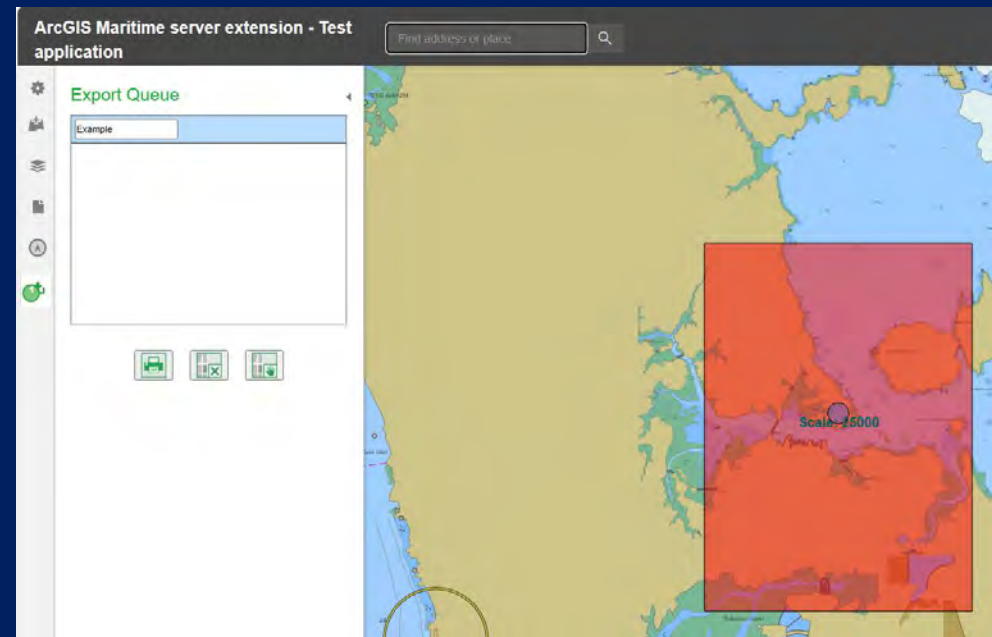 ArcGIS Maritime server extension - Test
application
Find address or place
Export Queue
Example
Scale: 25000